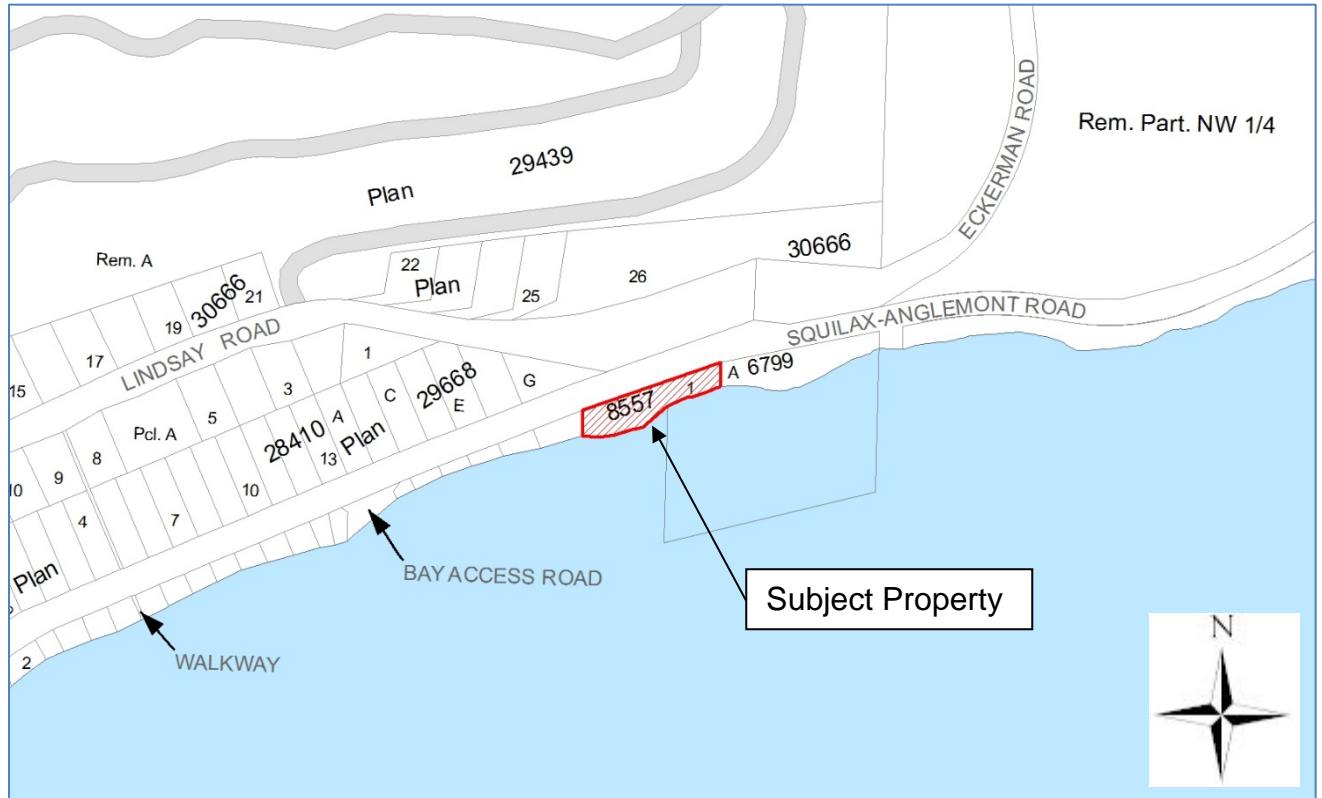 Rem. Part. NW 1/4
ECKERMAN ROAD
29439
Plan
Rem. A
30666
22
Plan
25
26
30666
21
19
17
15
LINDSAY ROAD
SQUILAX-ANGLEMONT ROAD
1
3
5
Pcl. A
8
9
10
A
C
29668
E
G
A 6799
1
8557
28410
Plan
13
10
7
4
Plan
2
BAY ACCESS ROAD
WALKWAY
Subject Property
N